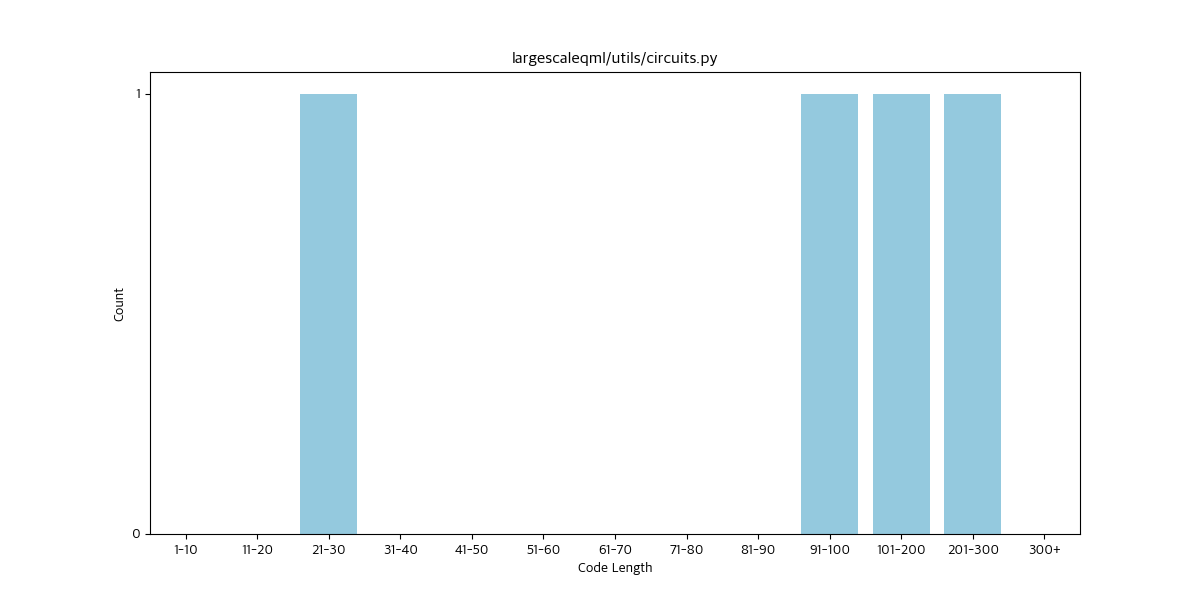 largescaleqml/utils/circuits.py
1
Count
0
1-10 11-20 21-30 31-40 41-50 51-60 61-70 71-80 81-90 91-100 101-200 201-300 300+
Code Length